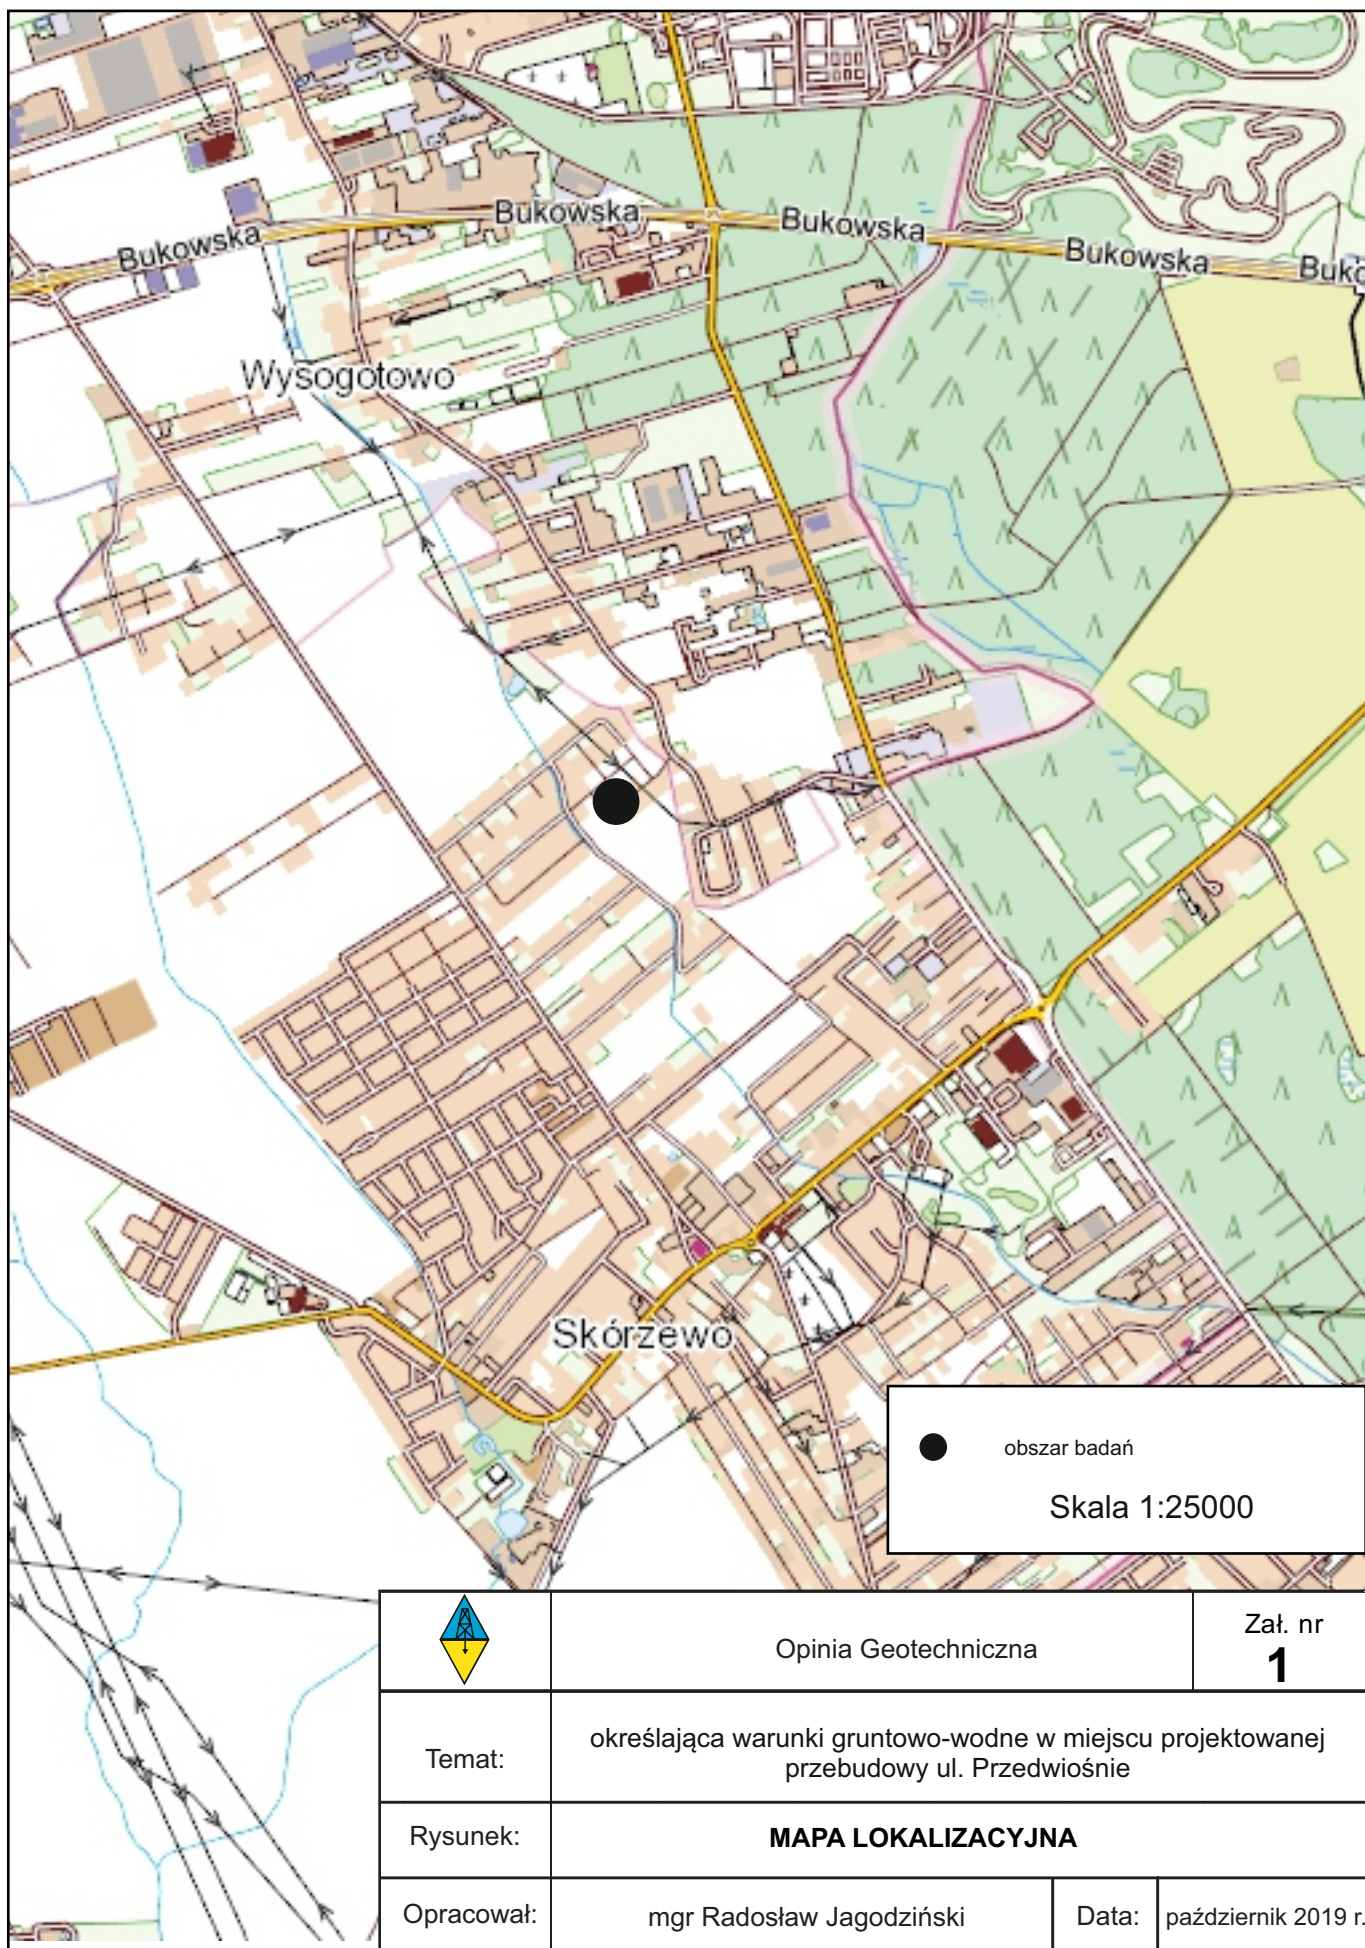 Bukowska
Bukowska
Bukowska
Bukowska
Wysogotowo
Skórzewo
obszar badań
Skala 1:25000
Opinia Geotechniczna
Zał. nr
1
Temat:
określająca warunki gruntowo-wodne w miejscu projektowanej
przebudowy ul. Przedwiośnie
Rysunek:
MAPA LOKALIZACYJNA
Opracował:
mgr Radosław Jagodziński
Data:
październik 2019 r.